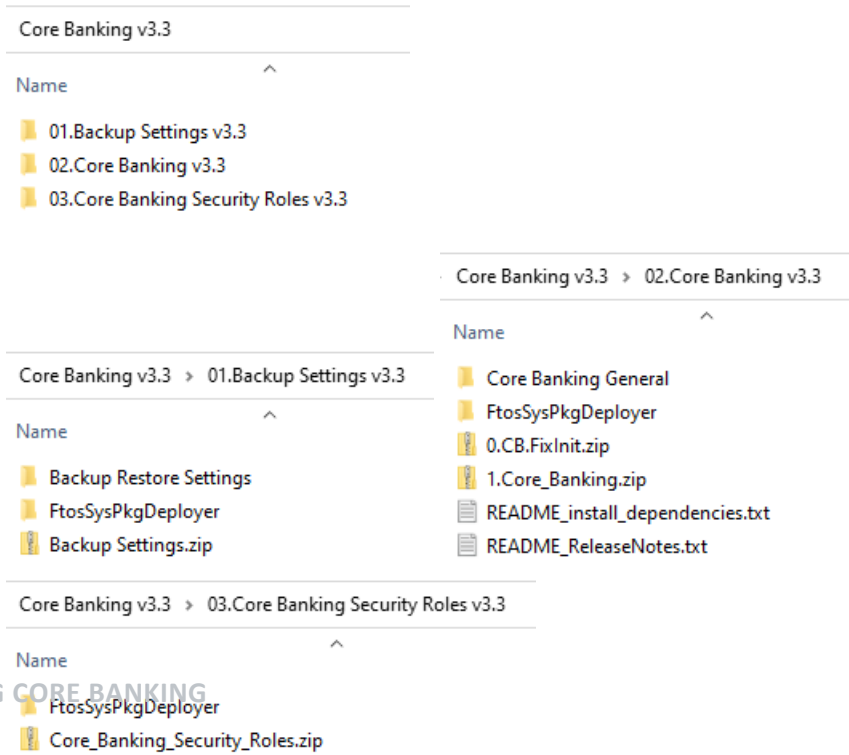 Core Banking v3.3
Name
01.Backup Settings v3.3
02.Core Banking v3.3
03.Core Banking Security Roles v3.3
Core Banking v3.3 > 02.Core Banking v3.3
Name
Core Banking General
FtosSysPkgDeployer
0.CB.FixInit.zip
1.Core_Banking.zip
README_install_dependencies.txt
README_ReleaseNotes.txt
Core Banking v3.3 > 01.Backup Settings v3.3
Name
Backup Restore Settings
FtosSysPkgDeployer
Backup Settings.zip
Core Banking v3.3 > 03.Core Banking Security Roles v3.3
Name
G CORE BANKING
FtosSysPkgDeployer
Core_Banking_Security_Roles.zip